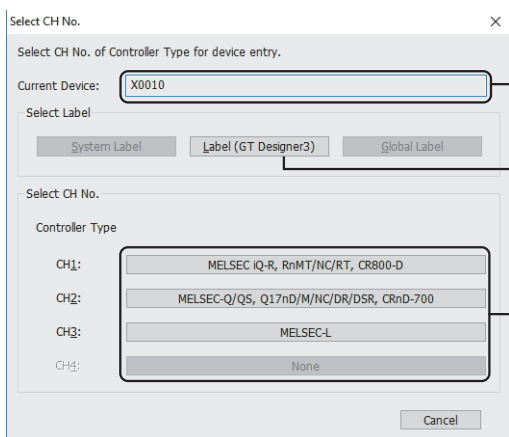 Select CH No.
Select CH No. of Controller Type for device entry.
Current Device: X0010
Select Label
System Label Label (GT Designer3) Global Label
Select CH No.
Controller Type
CH1: MELSEC iQ-R, RnMT/NC/RT, CR800-D
CH2: MELSEC-Q/QS, Q17nD/M/NC/DR/DSR, CRnD-700
CH3: MELSEC-L
CH4: None
Cancel